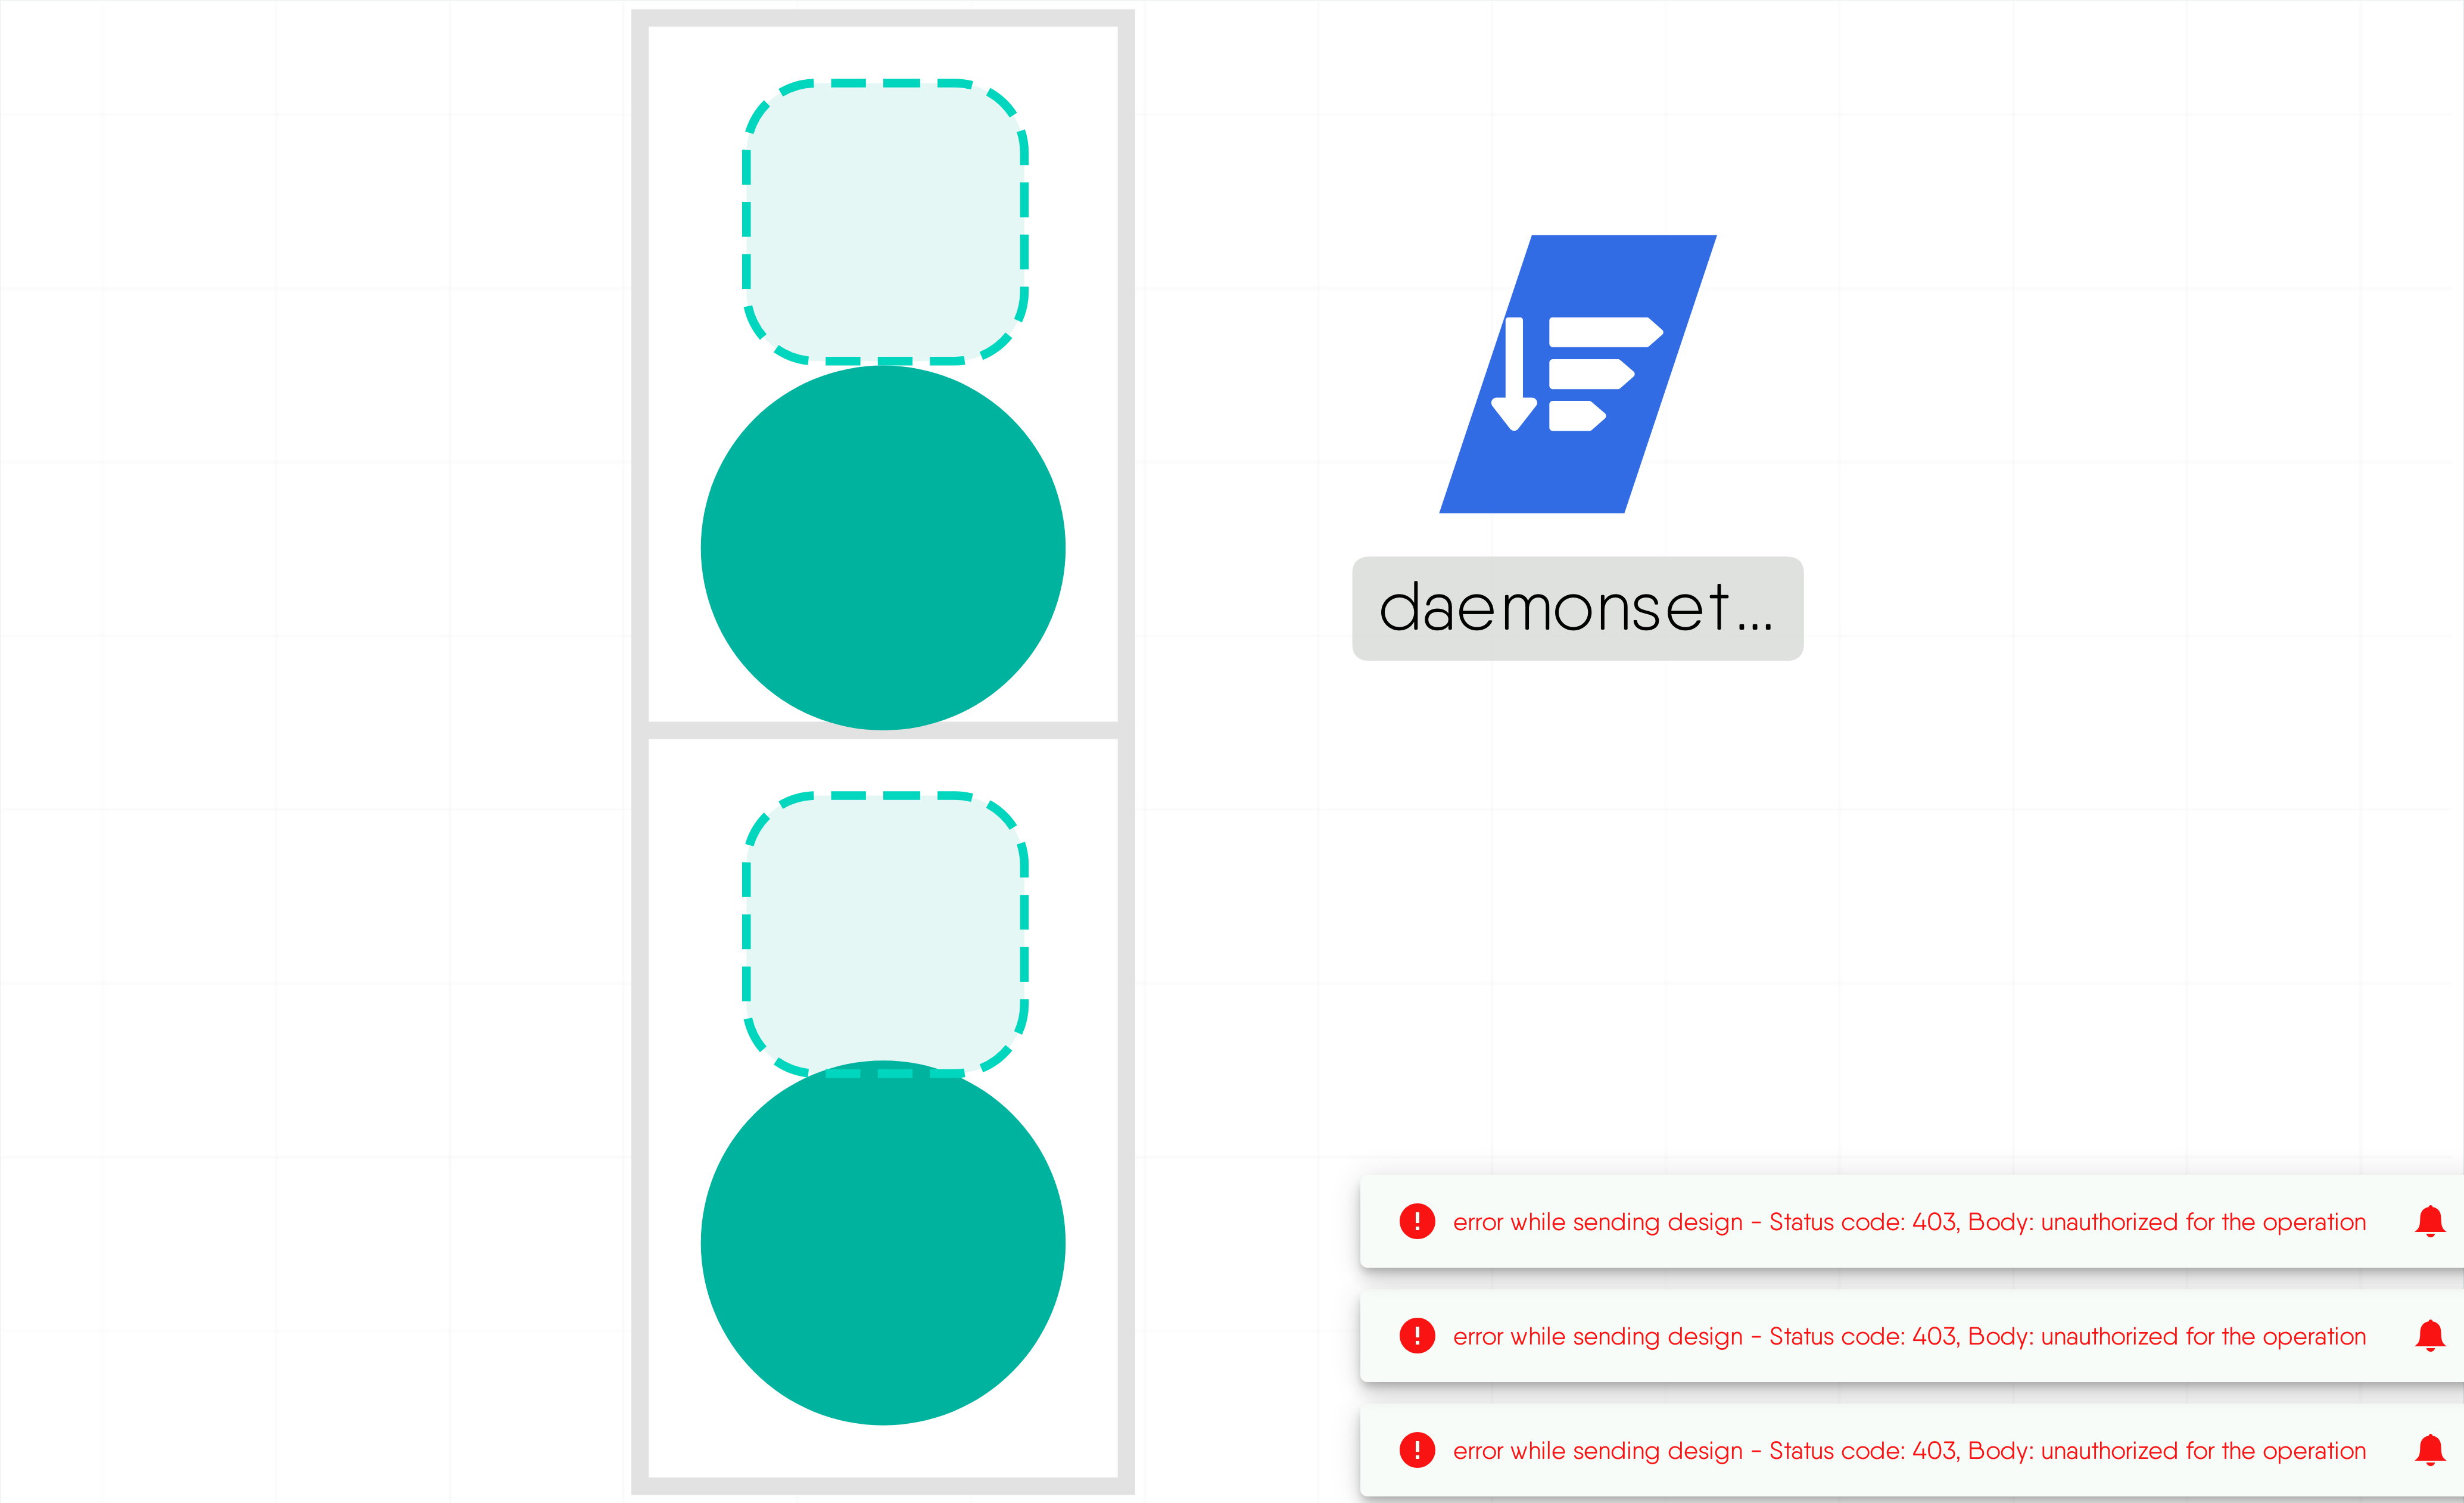 daemonset...
error while sending design - Status code: 403, Body: unauthorized for the operation
error while sending design - Status code: 403, Body: unauthorized for the operation
error while sending design - Status code: 403, Body: unauthorized for the operation